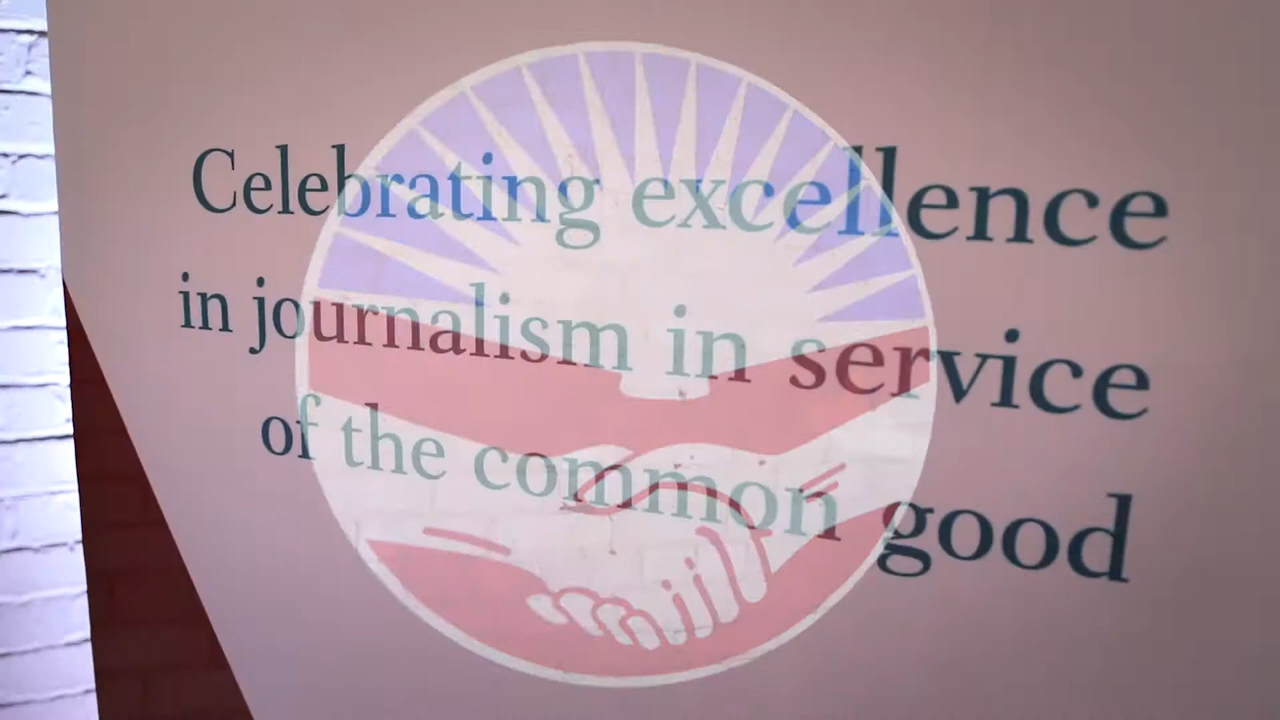 Celebrating excellence
in journalism in service
of the common good